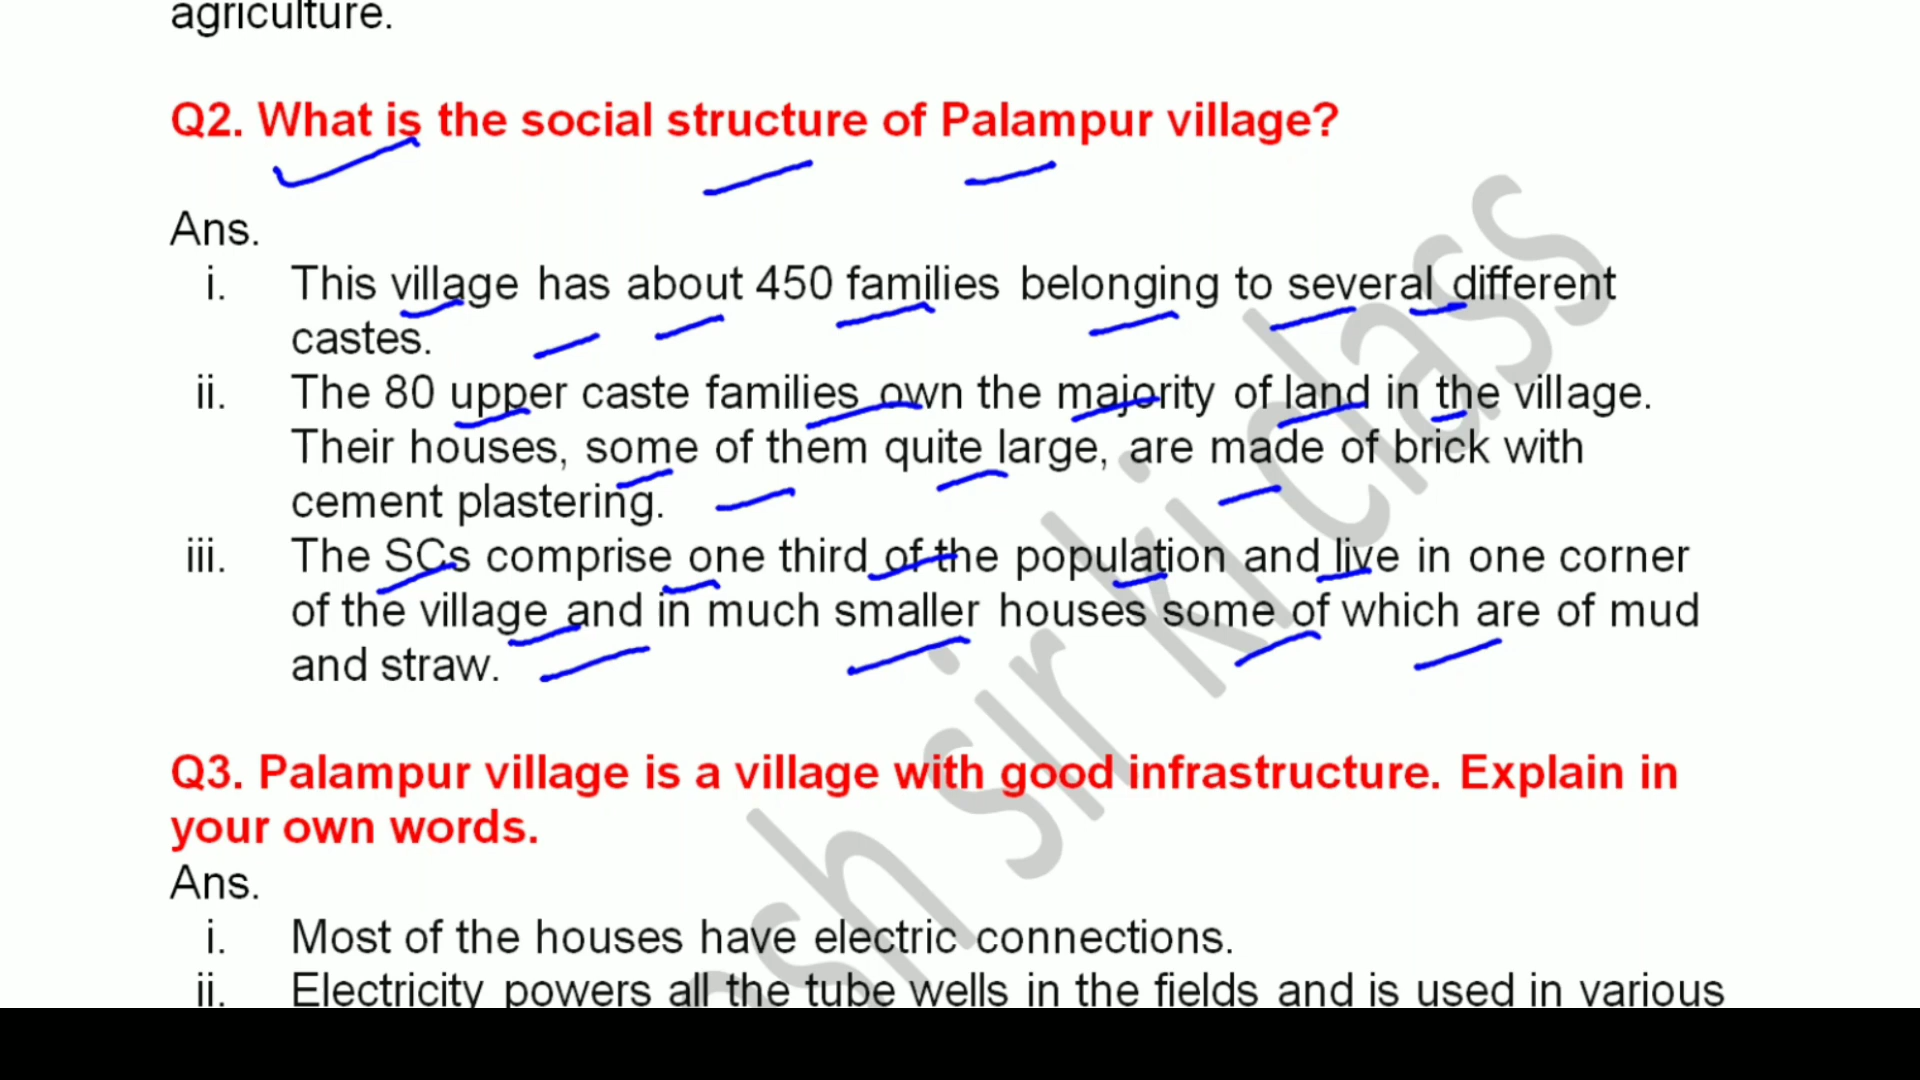 agriculture.
Q2. What is the social structure of Palampur village?
Ans.
i. This village has about 450 families belonging to several different
castes.
ii. The 80 upper caste families own the majority of land in the village.
Their houses, some of them quite large, are made of brick with
cement plastering.
iii. The SCs comprise one third of the population and live in one corner
of the village and in much smaller houses some of which are of mud
and straw.
Q3. Palampur village is a village with good infrastructure. Explain in
your own words.
Ans.
i. Most of the houses have electric connections.
ii. Electricity powers all the tube wells in the fields and is used in various
sir ki class